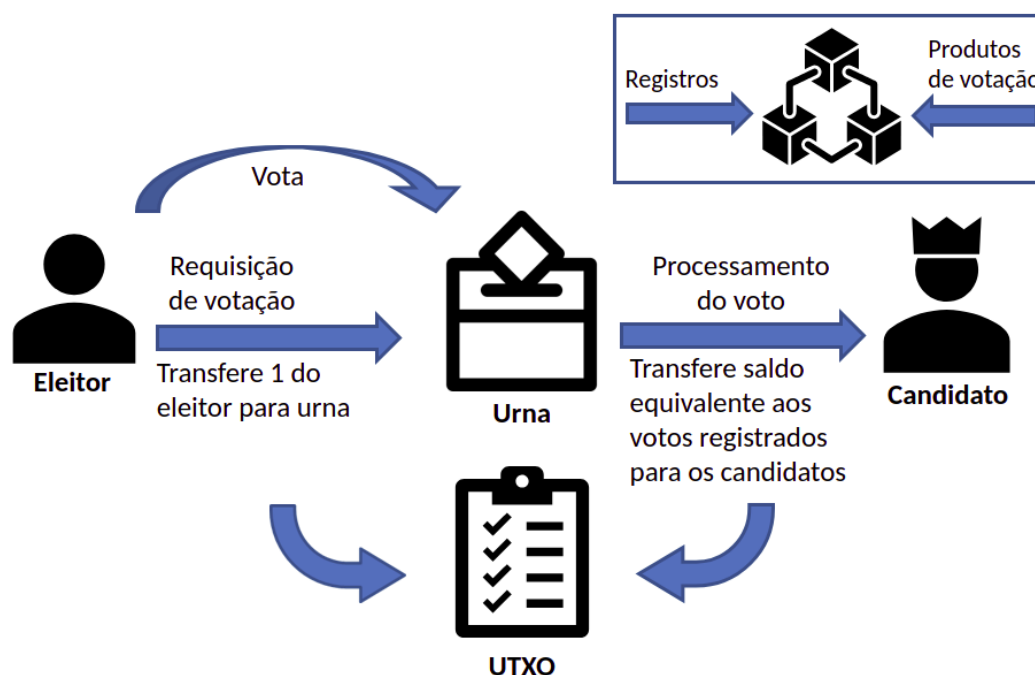 Registros
Produtos
de votação
Vota
Requisição
de votação
Transfere 1 do
eleitor para urna
Eleitor
Urna
Processamento
do voto
Transfere saldo
equivalente aos
votos registrados
para os candidatos
Candidato
UTXO